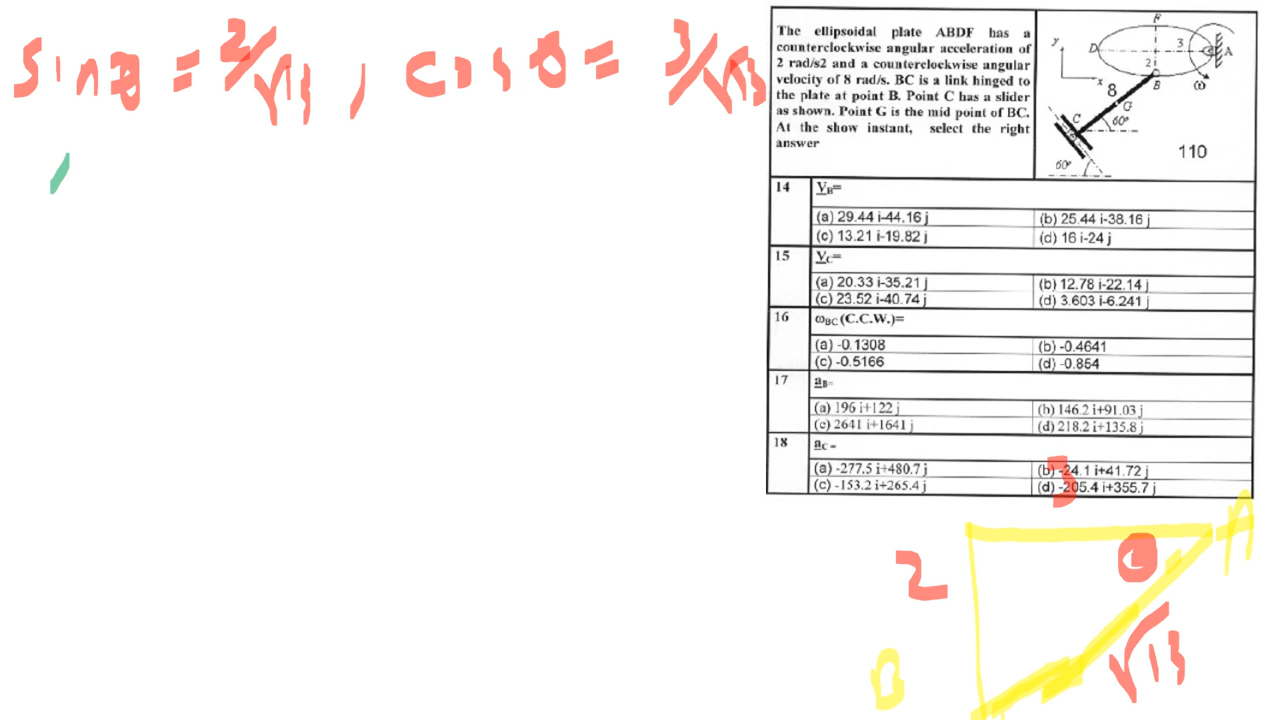 sinθ = 2/√13 , cosθ = 3/√13
The ellipsoidal plate ABDF has a
counterclockwise angular acceleration of
2 rad/s2 and a counterclockwise angular
velocity of 8 rad/s. BC is a link hinged to
the plate at point B. Point C has a slider
as shown. Point G is the mid point of BC.
At the show instant, select the right
answer
F
y
D
3
A
2
x
B
ω
8
G
C
60°
60°
110
14 V_B=
(a) 29.44 i-44.16 j (b) 25.44 i-38.16 j
(c) 13.21 i-19.82 j (d) 16 i-24 j
15 V_C=
(a) 20.33 i-35.21 j (b) 12.78 i-22.14 j
(c) 23.52 i-40.74 j (d) 3.603 i-6.241 j
16 ω_BC (C.C.W.)=
(a) -0.1308 (b) -0.4641
(c) -0.5166 (d) -0.854
17 a_B=
(a) 196 i+122 j (b) 146.2 i+91.03 j
(c) 2641 i+1641 j (d) 218.2 i+135.8 j
18 a_C=
(a) -277.5 i+480.7 j (b) -24.1 i+41.72 j
(c) -153.2 i+265.4 j (d) -205.4 i+355.7 j
3
A
2
θ
√13